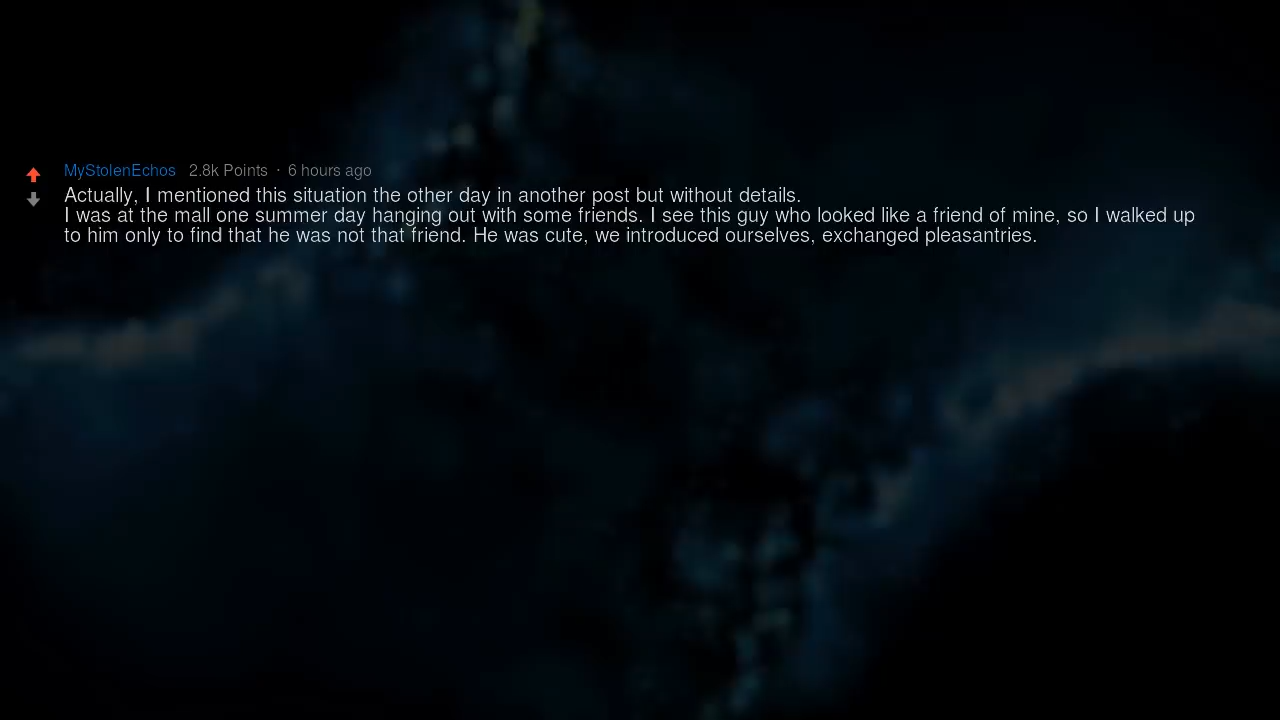 MyStolenEchos 2.8k Points · 6 hours ago
Actually, I mentioned this situation the other day in another post but without details.
I was at the mall one summer day hanging out with some friends. I see this guy who looked like a friend of mine, so I walked up
to him only to find that he was not that friend. He was cute, we introduced ourselves, exchanged pleasantries.